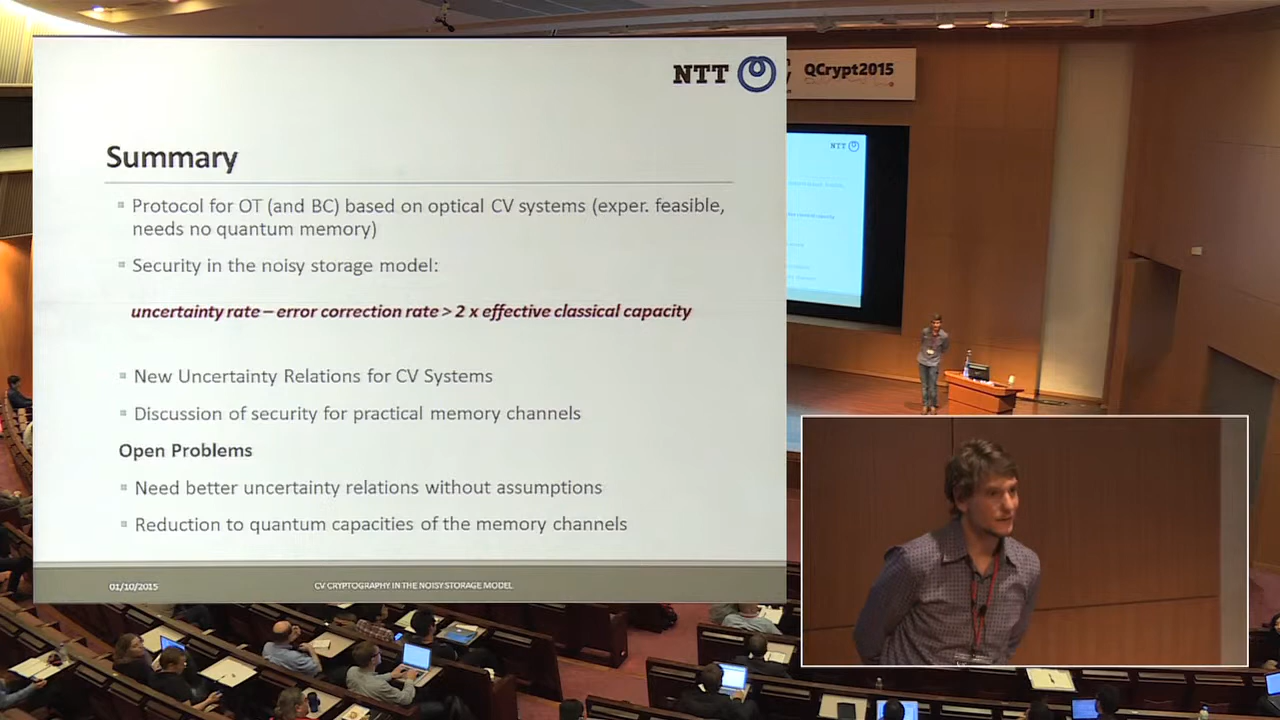 NTT
QCrypt2015
NTT
Summary
Protocol for OT (and BC) based on optical CV systems (exper. feasible,
needs no quantum memory)
Security in the noisy storage model:
uncertainty rate – error correction rate > 2 x effective classical capacity
New Uncertainty Relations for CV Systems
Discussion of security for practical memory channels
Open Problems
Need better uncertainty relations without assumptions
Reduction to quantum capacities of the memory channels
01/10/2015
CV CRYPTOGRAPHY IN THE NOISY STORAGE MODEL